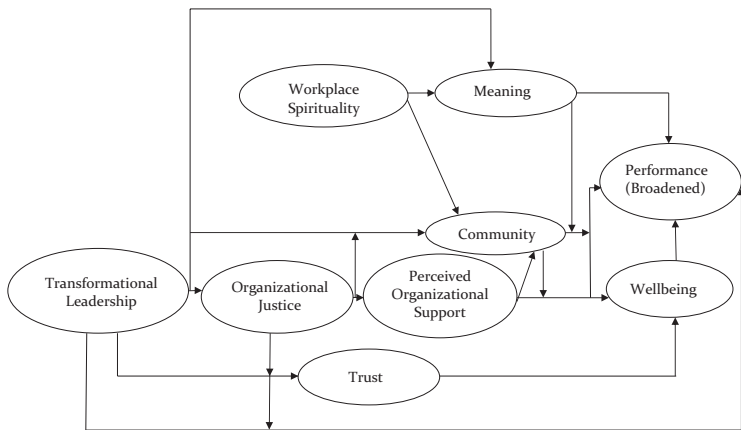 Workplace
Spirituality
Meaning
Performance
(Broadened)
Community
Transformational
Leadership
Organizational
Justice
Perceived
Organizational
Support
Wellbeing
Trust